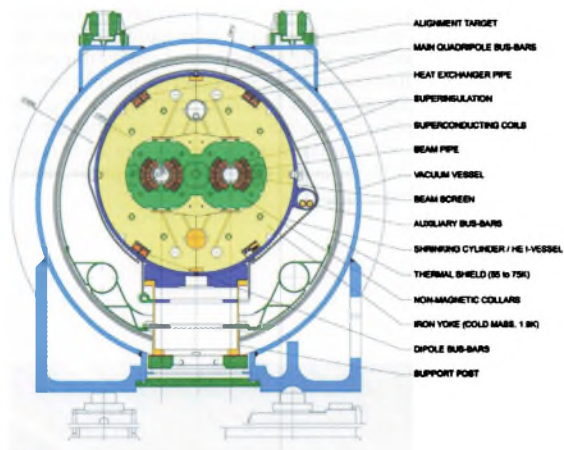 ALIGNMENT TARGET
MAIN QUADRIPOLE BUS-BARS
HEAT EXCHANGER PIPE
SUPERINSULATION
SUPERCONDUCTING COILS
BEAM PIPE
VACUUM VESSEL
BEAM SCREEN
AUXILIARY BUS-BARS
SHRINKING CYLINDER / HE I-VESSEL
THERMAL SHIELD (55 to 75K)
NON-MAGNETIC COLLARS
IRON YOKE (COLD MASS, 1.9K)
DIPOLE BUS-BARS
SUPPORT POST